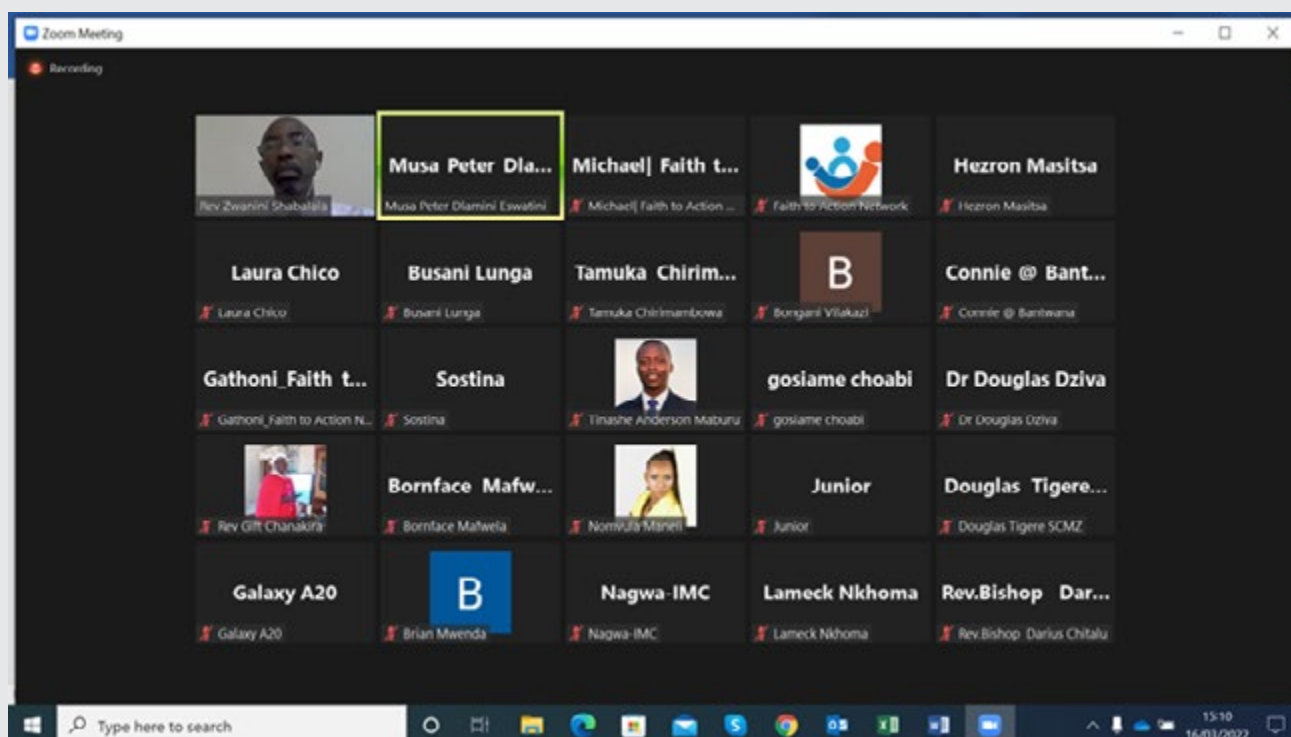 Zoom Meeting
Recording
Rev Zwanini Shabalala
Musa Peter Dla...
Musa Peter Dlamini Eswatini
Michael| Faith t...
Michael| Faith to Action ...
Faith to Action Network
Hezron Masitsa
Hezron Masitsa
Laura Chico
Laura Chico
Busani Lunga
Busani Lunga
Tamuka Chirim...
Tamuka Chirimambowa
B
Bongani Vilakazi
Connie @ Bant...
Connie @ Bantwana
Gathoni_Faith t...
Gathoni_Faith to Action N...
Sostina
Sostina
Tinashe Anderson Maburu
gosiame choabi
gosiame choabi
Dr Douglas Dziva
Dr Douglas Dziva
Rev Gift Chanakira
Bornface Mafw...
Bornface Mafwela
Nomvula Maneli
Junior
Junior
Douglas Tigere...
Douglas Tigere SCMZ
Galaxy A20
Galaxy A20
B
Brian Mwenda
Nagwa-IMC
Nagwa-IMC
Lameck Nkhoma
Lameck Nkhoma
Rev.Bishop Dar...
Rev.Bishop Darius Chitalu
Type here to search
15:10
16/03/2022